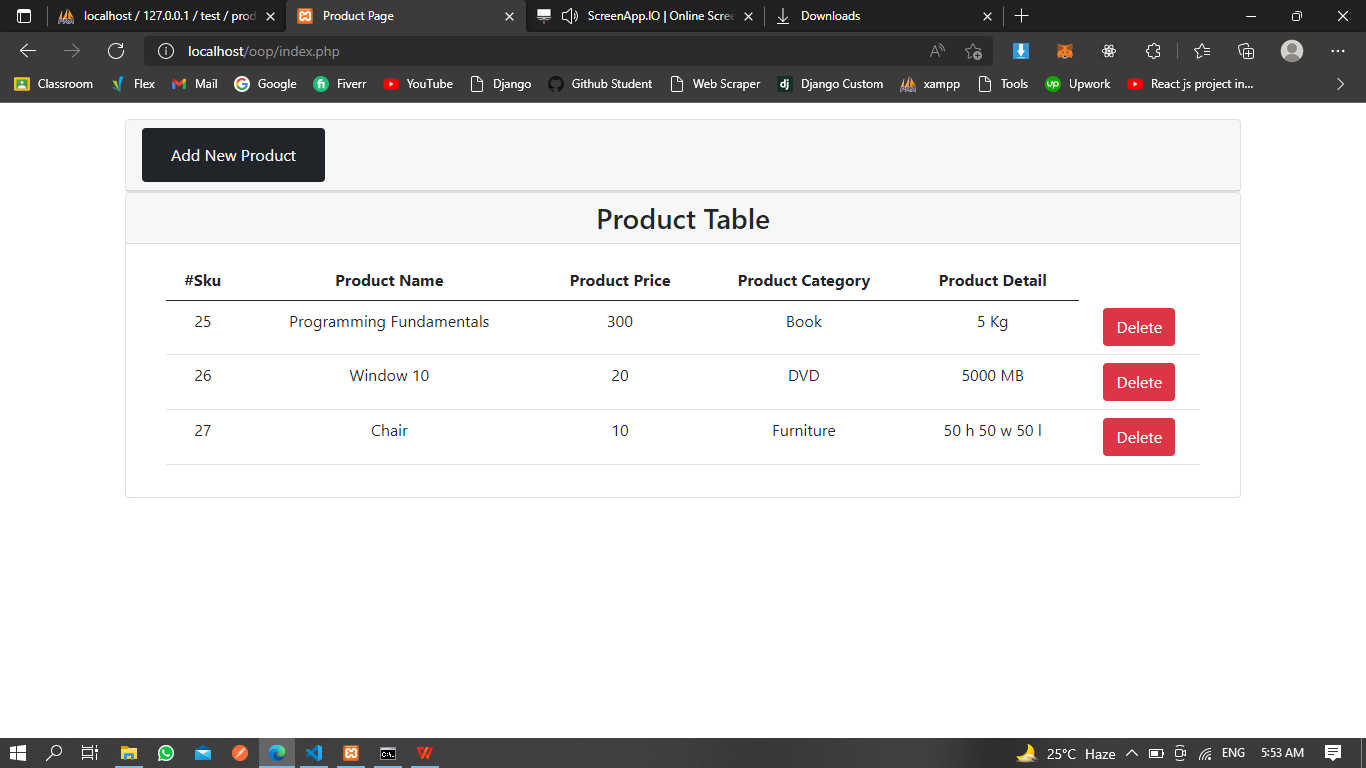 localhost / 127.0.0.1 / test / prod
Product Page
ScreenApp.IO | Online Scree
Downloads
localhost/oop/index.php
Classroom Flex Mail Google Fiverr YouTube Django Github Student Web Scraper Django Custom xampp Tools Upwork React js project in...
Add New Product
Product Table
#Sku Product Name Product Price Product Category Product Detail
25 Programming Fundamentals 300 Book 5 Kg Delete
26 Window 10 20 DVD 5000 MB Delete
27 Chair 10 Furniture 50 h 50 w 50 l Delete
25°C Haze ENG 5:53 AM